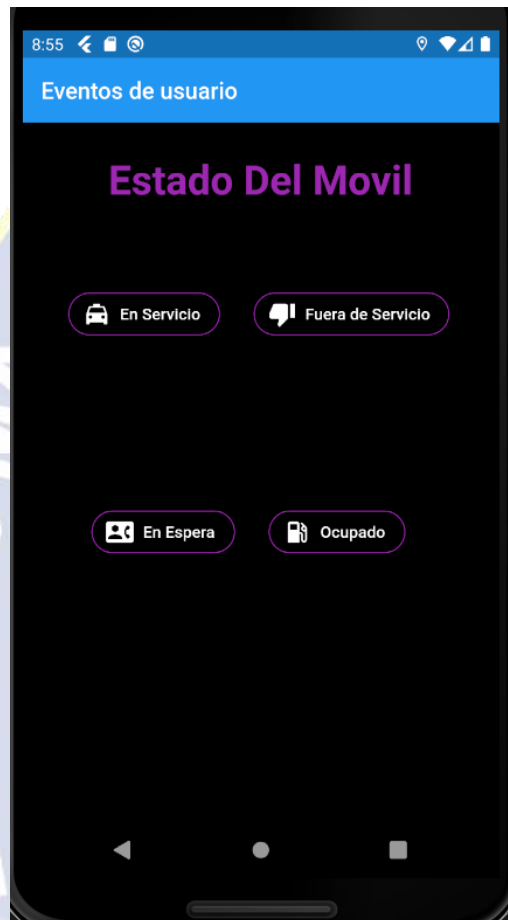 8:55
Eventos de usuario
Estado Del Movil
En Servicio Fuera de Servicio
En Espera Ocupado